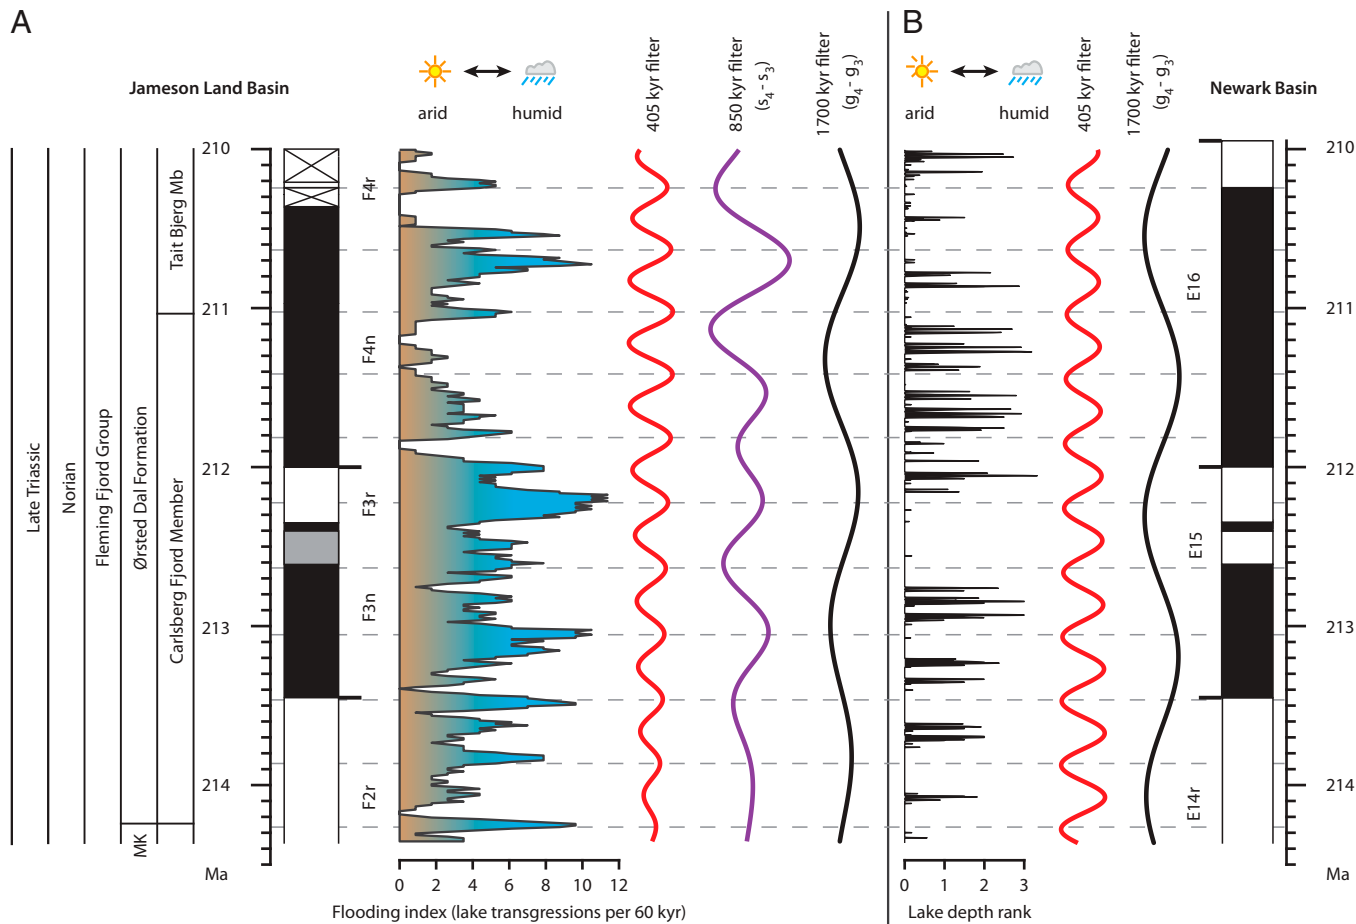 A
B
Jameson Land Basin
arid
humid
405 kyr filter
850 kyr filter
(s4 - s3)
1700 kyr filter
(g4 - g3)
arid
humid
405 kyr filter
1700 kyr filter
(g4 - g3)
Newark Basin
Late Triassic
Norian
Fleming Fjord Group
Ørsted Dal Formation
MK
Tait Bjerg Mb
Carlsberg Fjord Member
210
211
212
213
214
Ma
F4r
F4n
F3r
F3n
F2r
0 2 4 6 8 10 12
Flooding index (lake transgressions per 60 kyr)
0 1 2 3
Lake depth rank
E16
E15
E14r
210
211
212
213
214
Ma